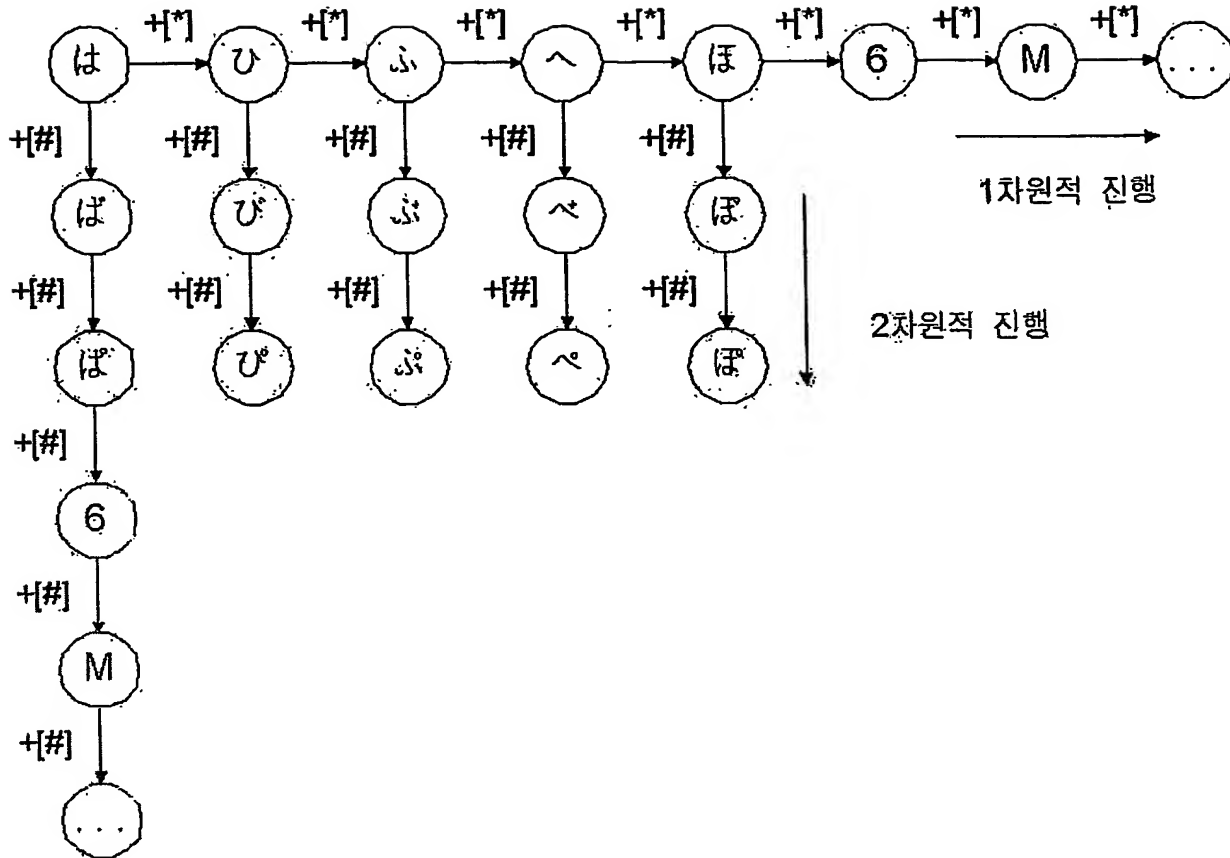 +[*] +[*] +[*] +[*] +[*] +[*] +[*]
は ひ ふ へ ほ 6 M ...
+[#] +[#] +[#] +[#] +[#]
1차원적 진행
ば び ぶ べ ぼ
+[#] +[#] +[#] +[#] +[#]
2차원적 진행
ぱ ぴ ぷ ぺ ぽ
+[#]
6
+[#]
M
+[#]
...